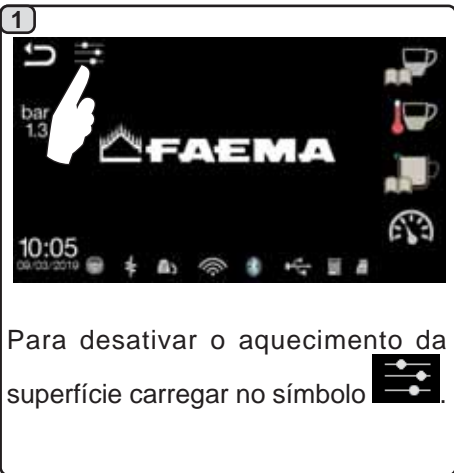 1
bar
1.3
FAEMA
10:05
09/03/2019
Para desativar o aquecimento da
superfície carregar no símbolo .